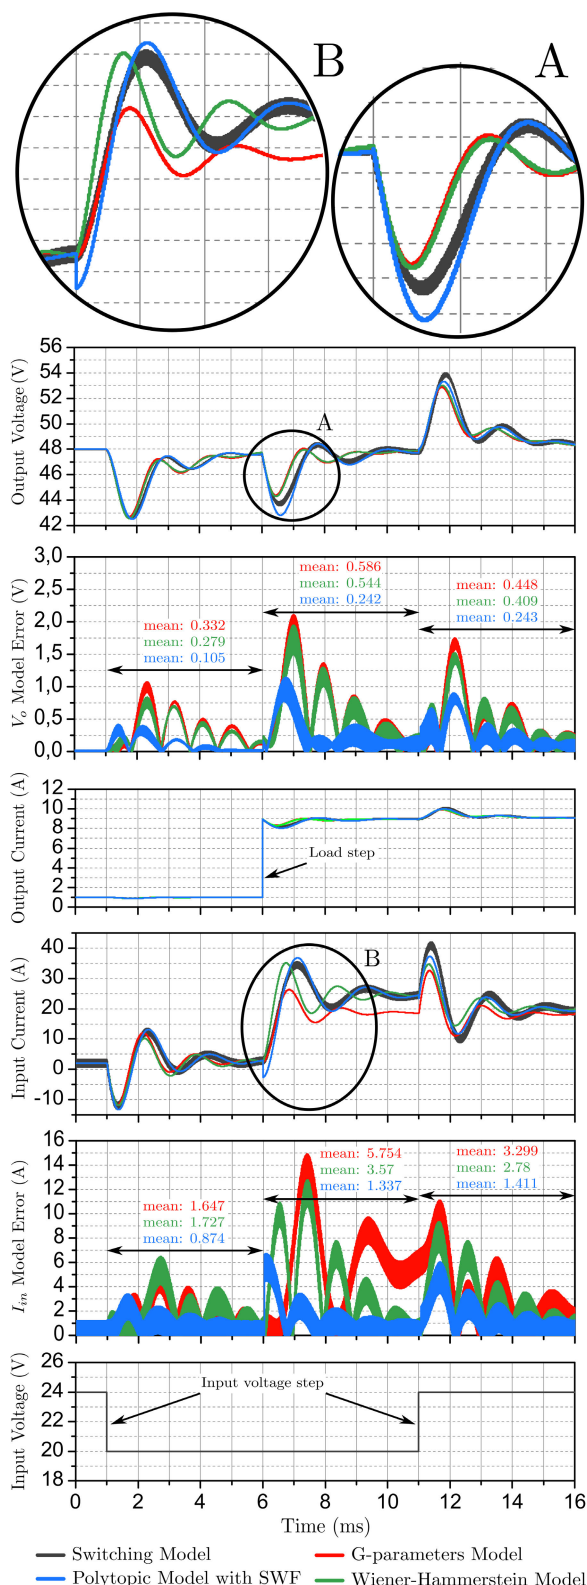 B
A
56
54
52
50
48
46
44
42
Output Voltage (V)
A
3,0
2,5
2,0
1,5
1,0
0,5
0,0
V_o Model Error (V)
mean: 0.332
mean: 0.279
mean: 0.105
mean: 0.586
mean: 0.544
mean: 0.242
mean: 0.448
mean: 0.409
mean: 0.243
12
10
8
6
4
2
0
Output Current (A)
Load step
40
30
20
10
0
-10
Input Current (A)
B
16
14
12
10
8
6
4
2
0
I_in Model Error (A)
mean: 1.647
mean: 1.727
mean: 0.874
mean: 5.754
mean: 3.57
mean: 1.337
mean: 3.299
mean: 2.78
mean: 1.411
26
24
22
20
18
Input Voltage (V)
Input voltage step
0 2 4 6 8 10 12 14 16
Time (ms)
Switching Model
G-parameters Model
Polytopic Model with SWF
Wiener-Hammerstein Model